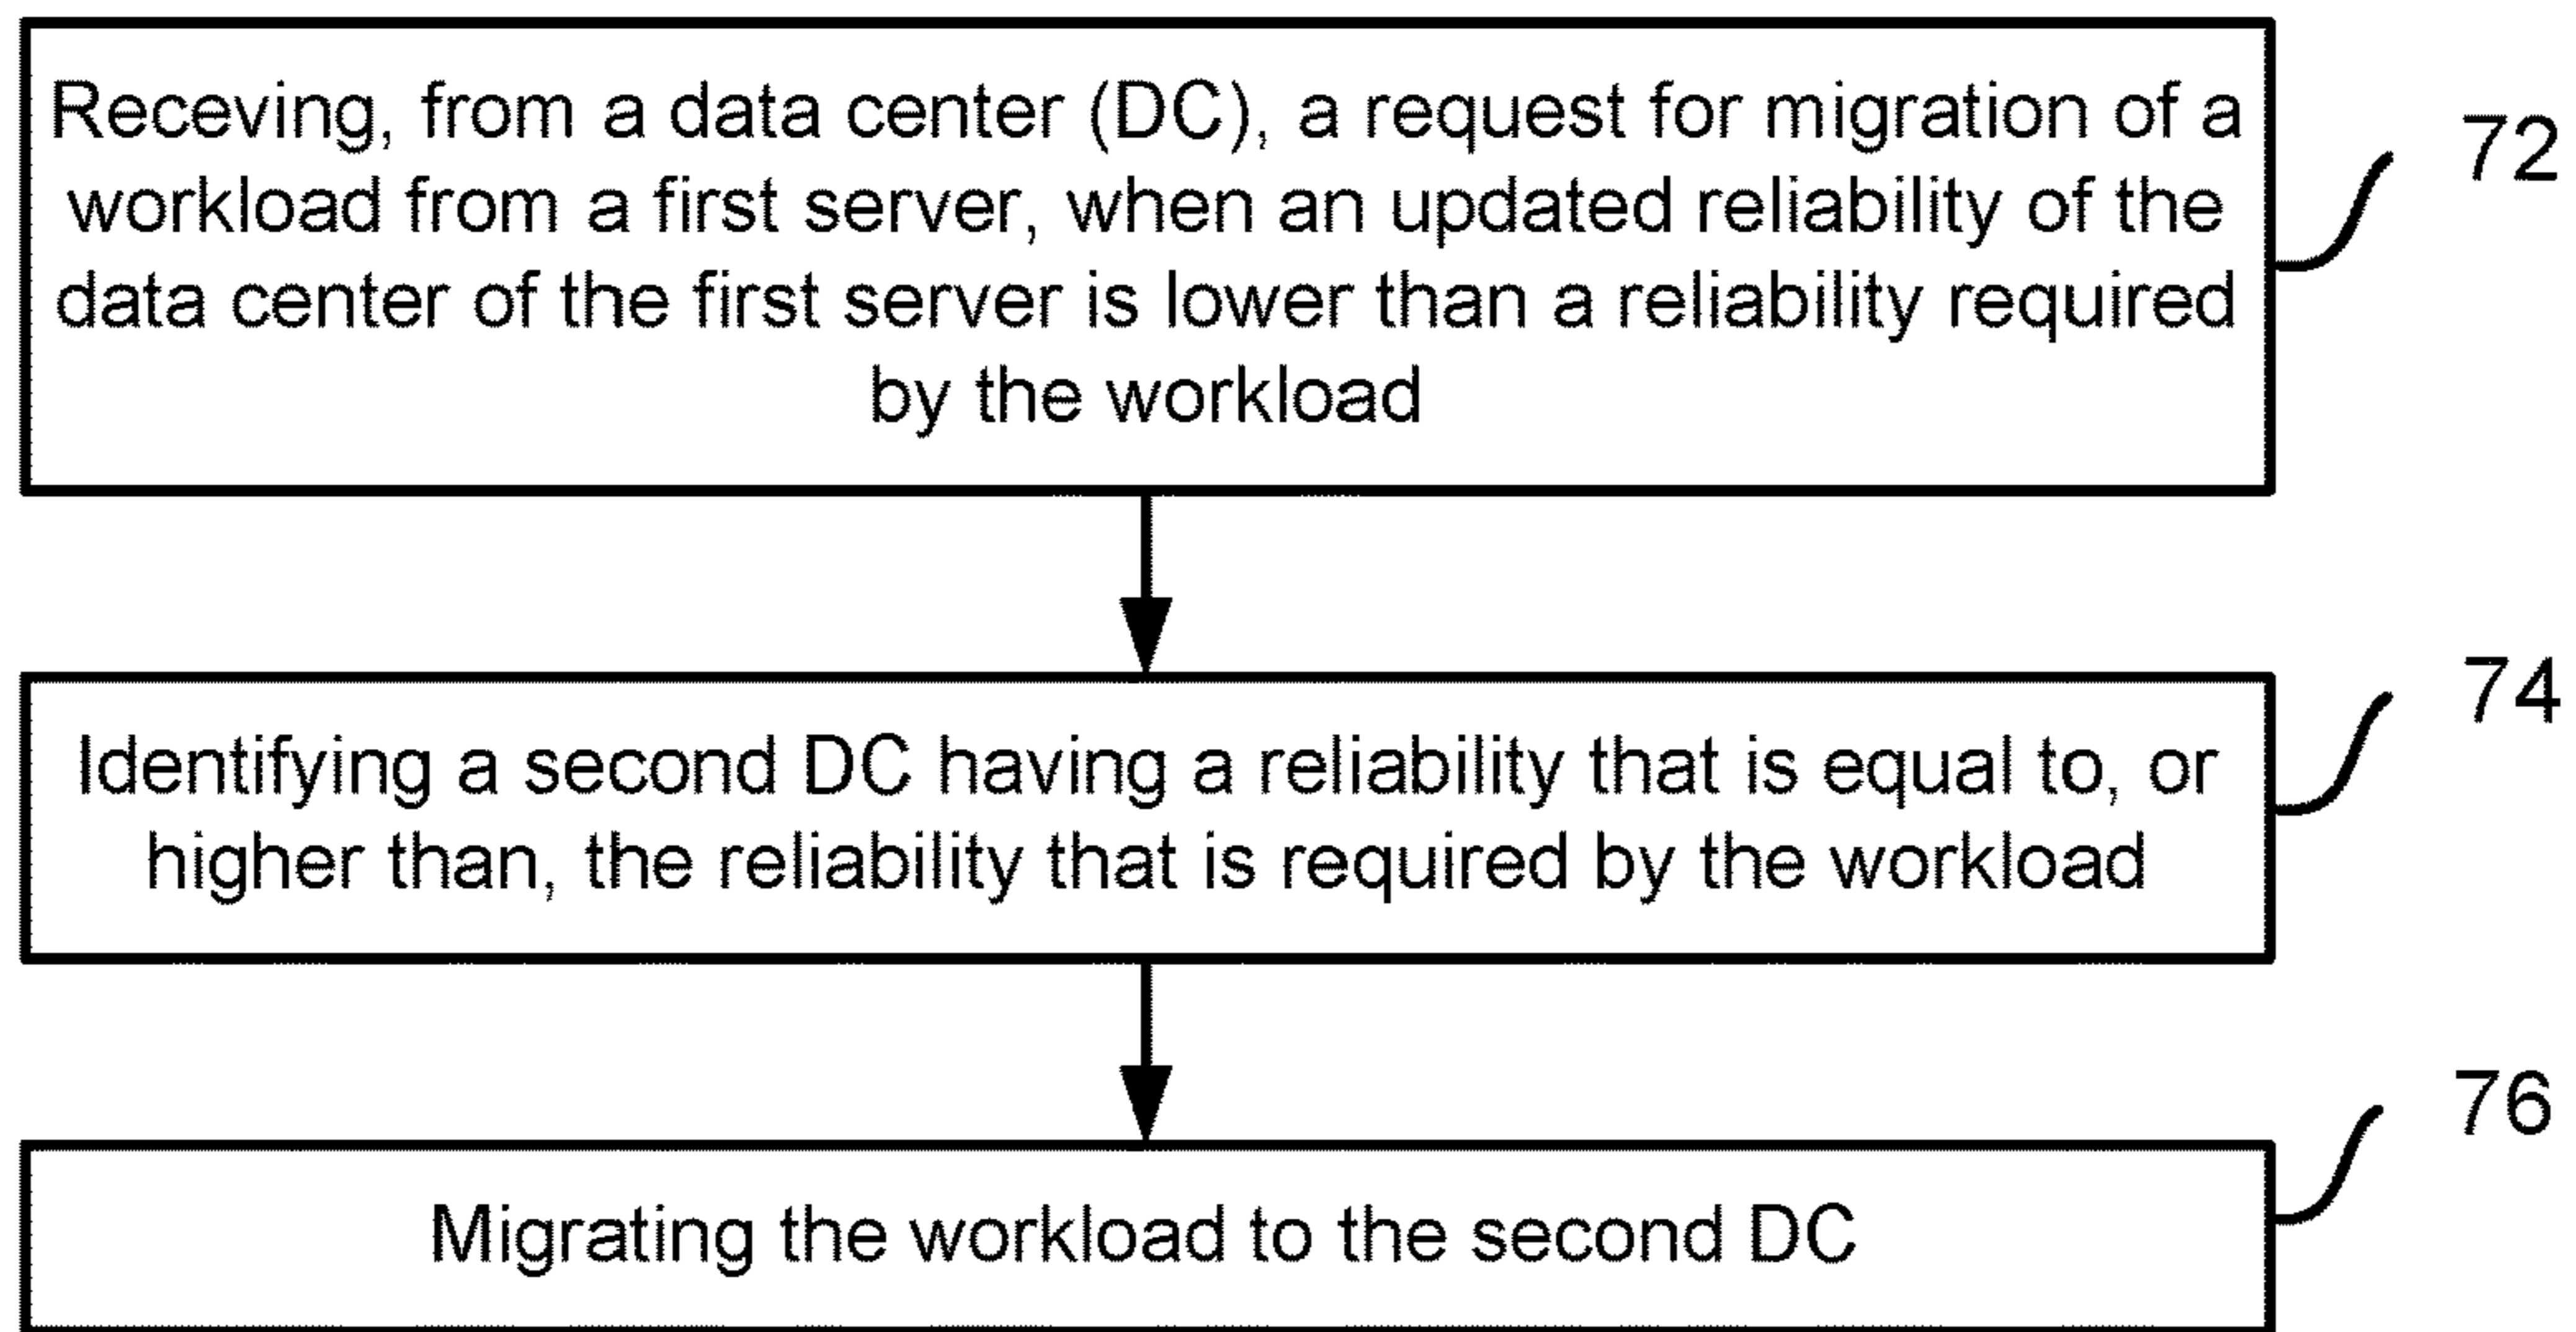 Receving, from a data center (DC), a request for migration of a
workload from a first server, when an updated reliability of the
data center of the first server is lower than a reliability required
by the workload
72
Identifying a second DC having a reliability that is equal to, or
higher than, the reliability that is required by the workload
74
Migrating the workload to the second DC
76